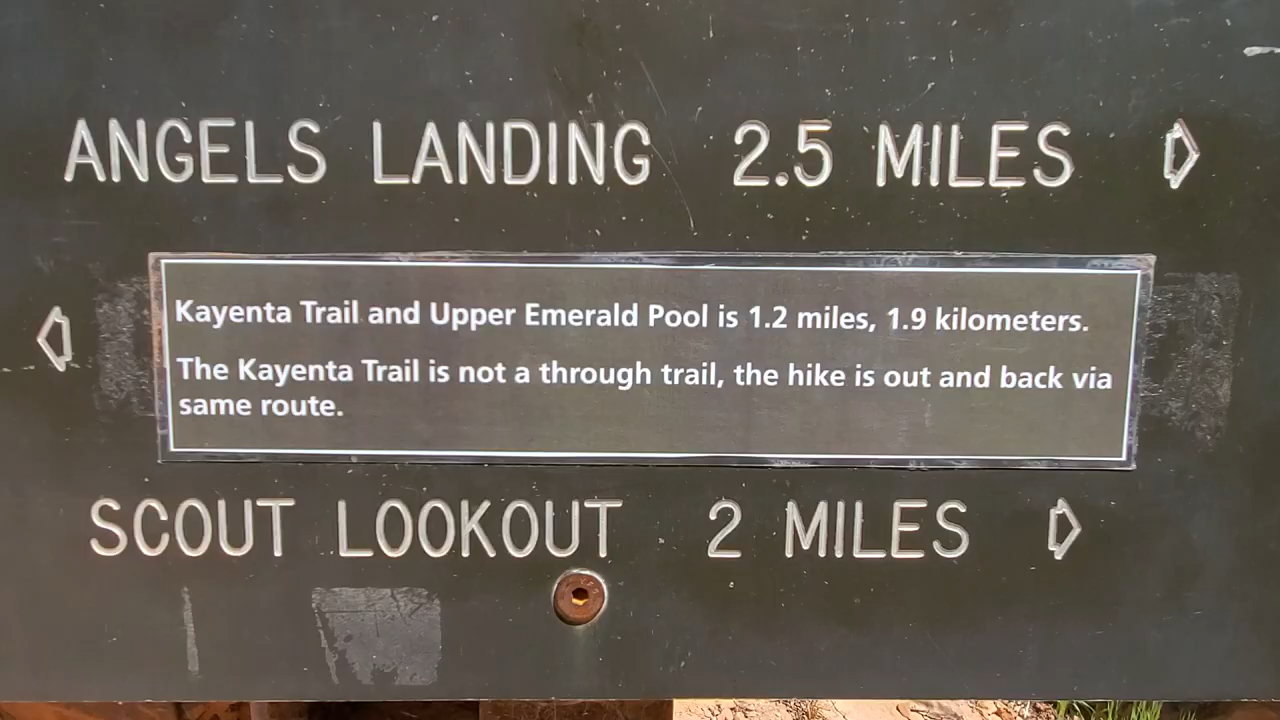 ANGELS LANDING 2.5 MILES
Kayenta Trail and Upper Emerald Pool is 1.2 miles, 1.9 kilometers.
The Kayenta Trail is not a through trail, the hike is out and back via
same route.
SCOUT LOOKOUT 2 MILES